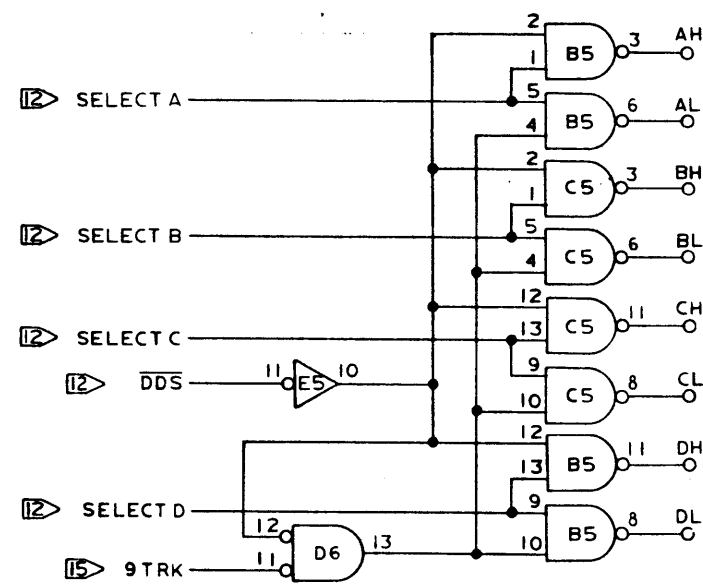 2 B5 3 AH
1
12 SELECT A
5 B5 6 AL
4
2 C5 3 BH
1
12 SELECT B
5 C5 6 BL
4
12 C5 11 CH
13
12 SELECT C
9 C5 8 CL
10
12 DDS 11 E5 10
12 B5 11 DH
13
12 SELECT D
9 B5 8 DL
10
12 D6 13
11
15 9 TRK